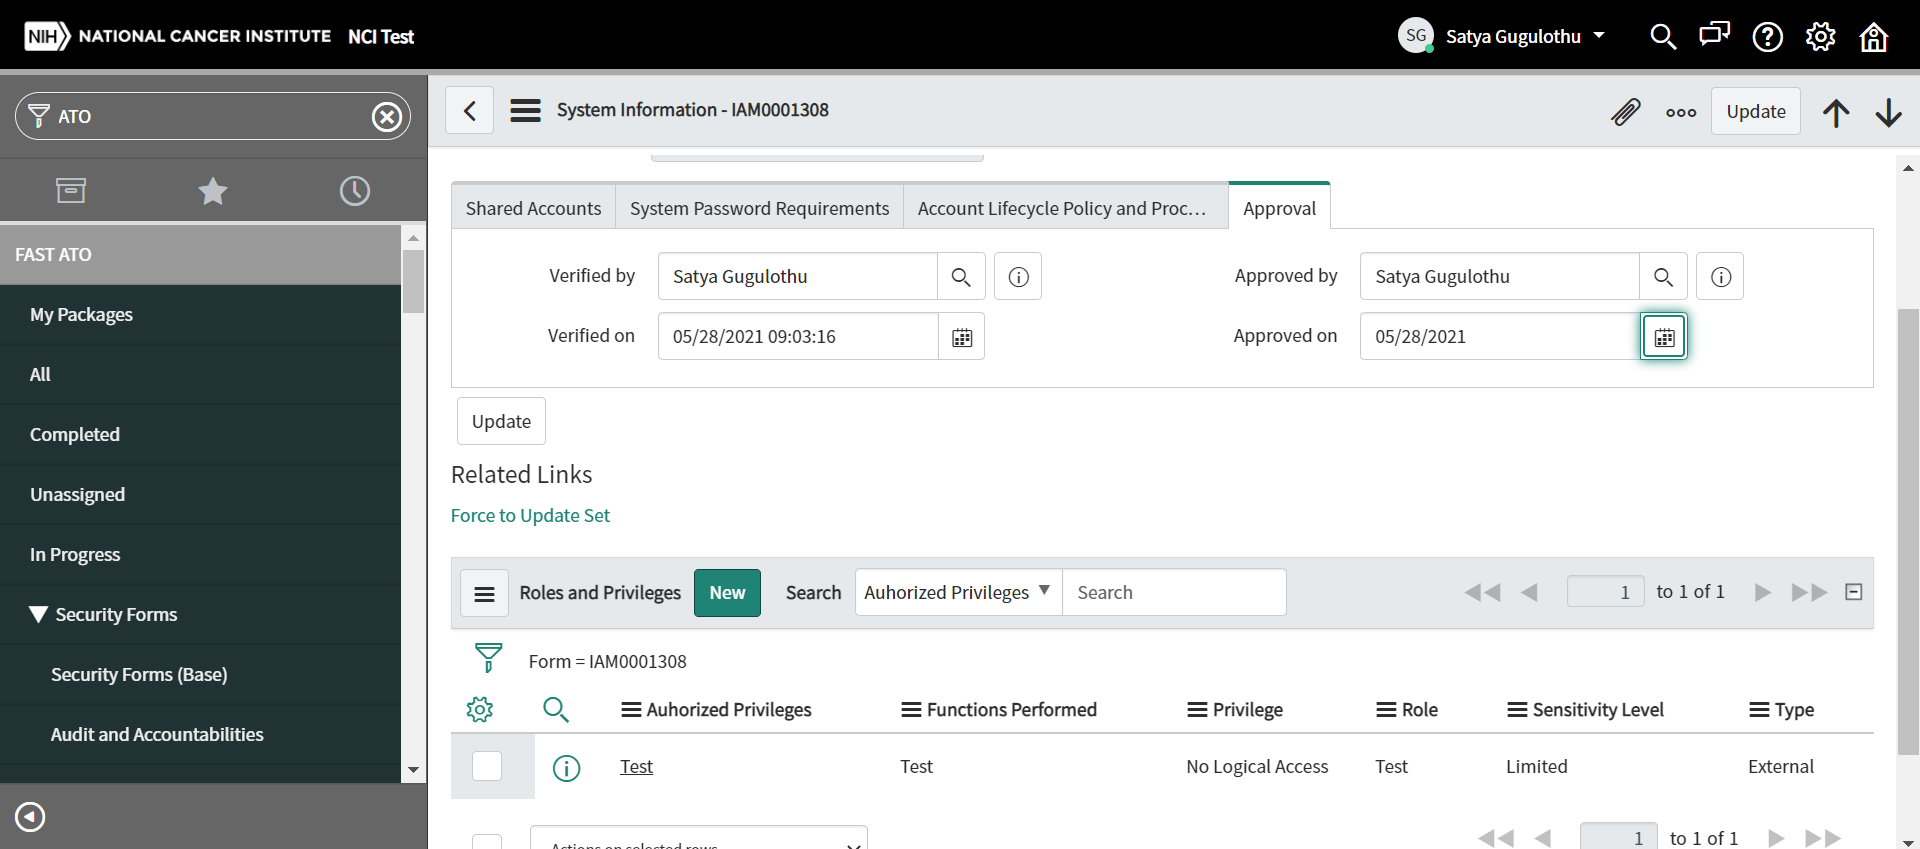 NIH NATIONAL CANCER INSTITUTE NCI Test
SG Satya Gugulothu
ATO
System Information - IAM0001308
Update
FAST ATO
My Packages
All
Completed
Unassigned
In Progress
Security Forms
Security Forms (Base)
Audit and Accountabilities
Shared Accounts
System Password Requirements
Account Lifecycle Policy and Proc...
Approval
Verified by Satya Gugulothu
Approved by Satya Gugulothu
Verified on 05/28/2021 09:03:16
Approved on 05/28/2021
Update
Related Links
Force to Update Set
Roles and Privileges New Search Auhorized Privileges Search 1 to 1 of 1
Form = IAM0001308
Auhorized Privileges Functions Performed Privilege Role Sensitivity Level Type
Test Test No Logical Access Test Limited External
Actions on selected rows... 1 to 1 of 1